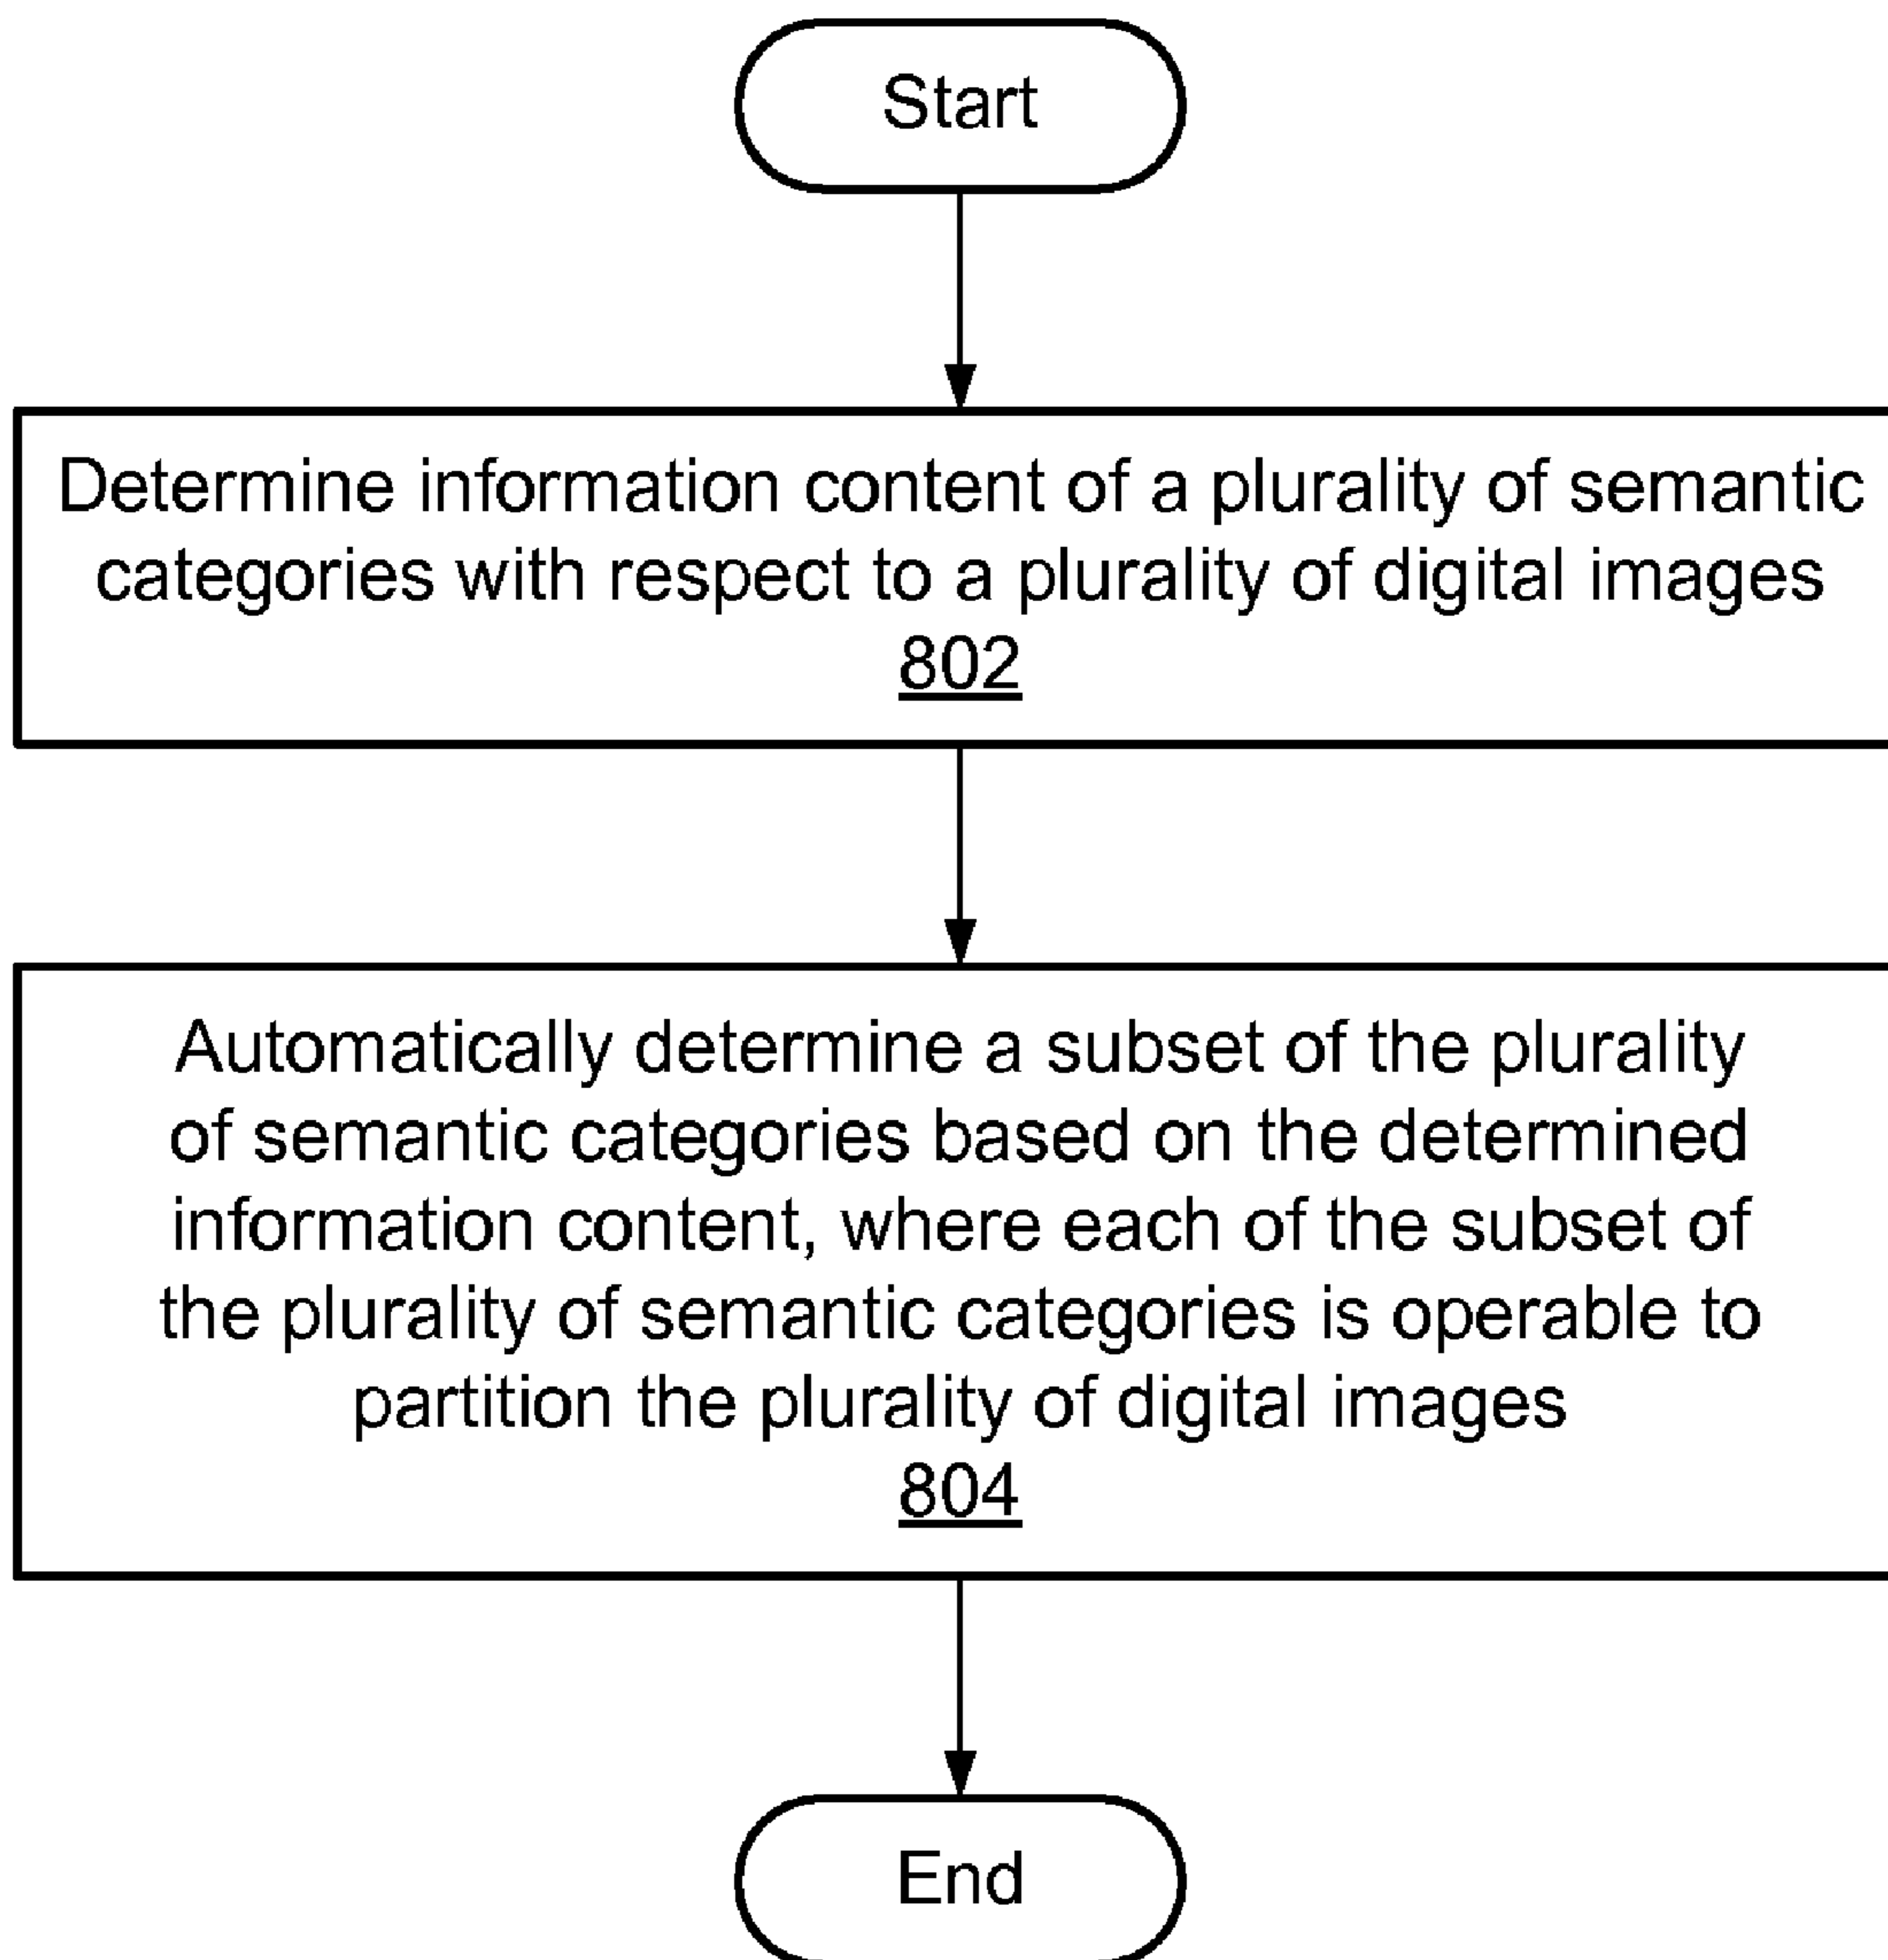 Start
Determine information content of a plurality of semantic
categories with respect to a plurality of digital images
802
Automatically determine a subset of the plurality
of semantic categories based on the determined
information content, where each of the subset of
the plurality of semantic categories is operable to
partition the plurality of digital images
804
End